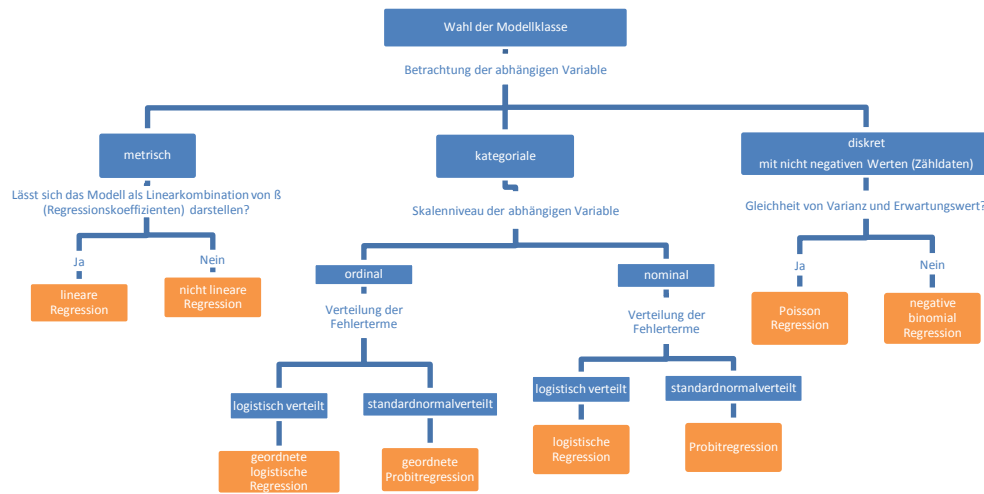 Wahl der Modellklasse
Betrachtung der abhängigen Variable
metrisch
kategoriale
diskret
mit nicht negativen Werten (Zähldaten)
Lässt sich das Modell als Linearkombination von ß
(Regressionskoeffizienten) darstellen?
Skalenniveau der abhängigen Variable
Gleichheit von Varianz und Erwartungswert?
Ja
Nein
ordinal
nominal
Ja
Nein
lineare
Regression
nicht lineare
Regression
Verteilung der
Fehlerterme
Verteilung der
Fehlerterme
Poisson
Regression
negative
binomial
Regression
logistisch verteilt
standardnormalverteilt
logistisch verteilt
standardnormalverteilt
geordnete
logistische
Regression
geordnete
Probitregression
logistische
Regression
Probitregression